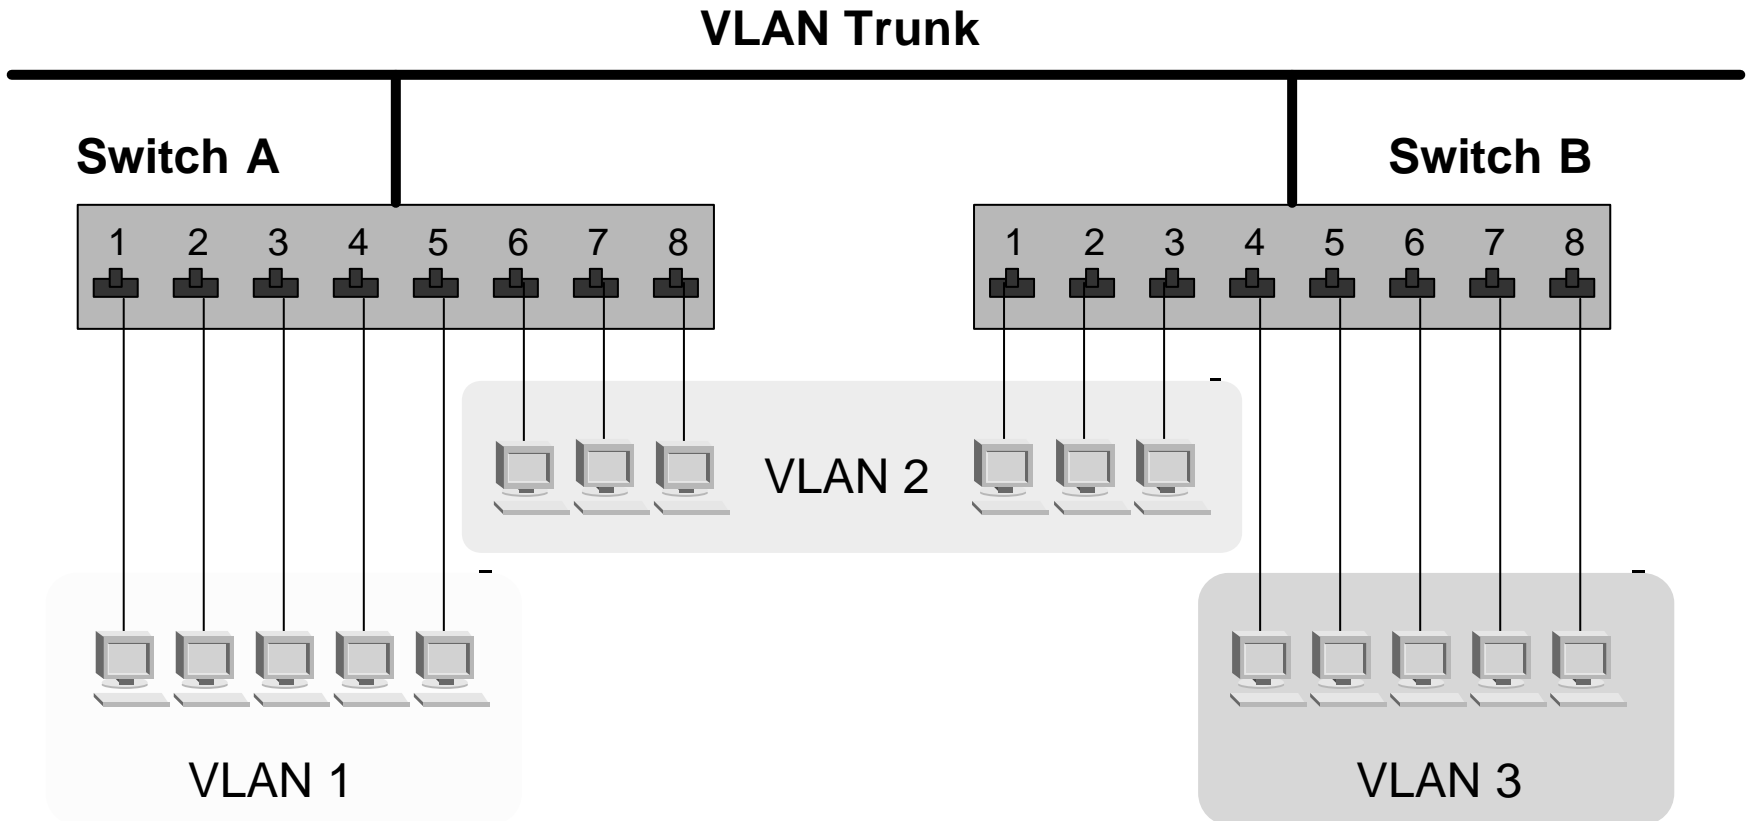 VLAN Trunk
Switch A
Switch B
1 2 3 4 5 6 7 8
1 2 3 4 5 6 7 8
VLAN 2
VLAN 1
VLAN 3